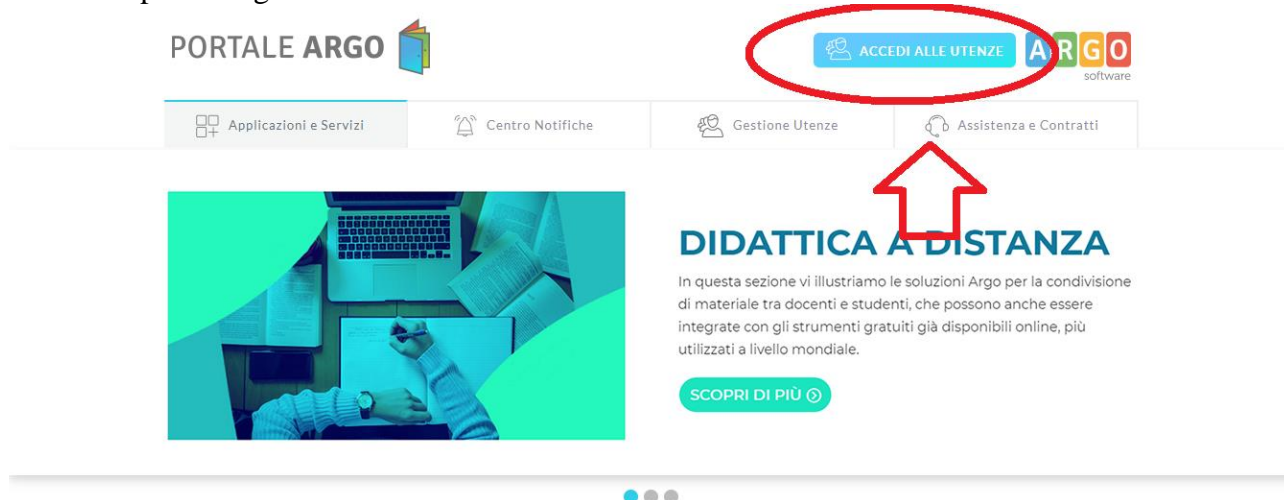 PORTALE ARGO
ACCEDI ALLE UTENZE
ARGO
software
Applicazioni e Servizi
Centro Notifiche
Gestione Utenze
Assistenza e Contratti
DIDATTICA A DISTANZA
In questa sezione vi illustriamo le soluzioni Argo per la condivisione
di materiale tra docenti e studenti, che possono anche essere
integrate con gli strumenti gratuiti già disponibili online, più
utilizzati a livello mondiale.
SCOPRI DI PIÙ